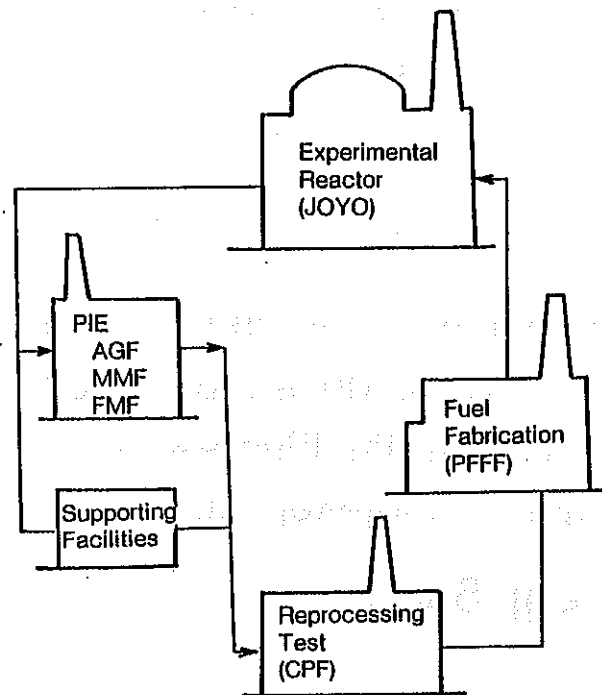 Experimental
Reactor
(JOYO)
PIE
AGF
MMF
FMF
Fuel
Fabrication
(PFFF)
Supporting
Facilities
Reprocessing
Test
(CPF)